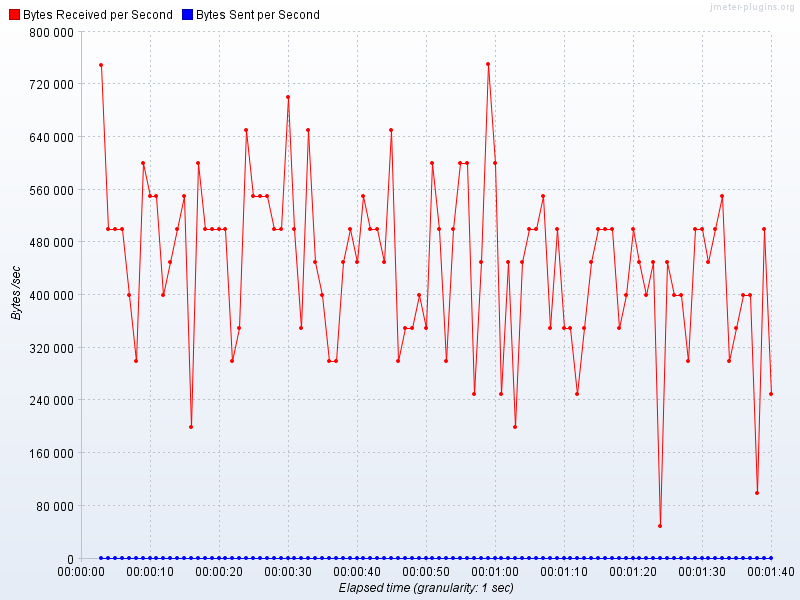 jmeter-plugins.org
Bytes Received per Second Bytes Sent per Second
800 000
720 000
640 000
560 000
480 000
400 000
320 000
240 000
160 000
80 000
0
Bytes/sec
00:00:00 00:00:10 00:00:20 00:00:30 00:00:40 00:00:50 00:01:00 00:01:10 00:01:20 00:01:30 00:01:40
Elapsed time (granularity: 1 sec)